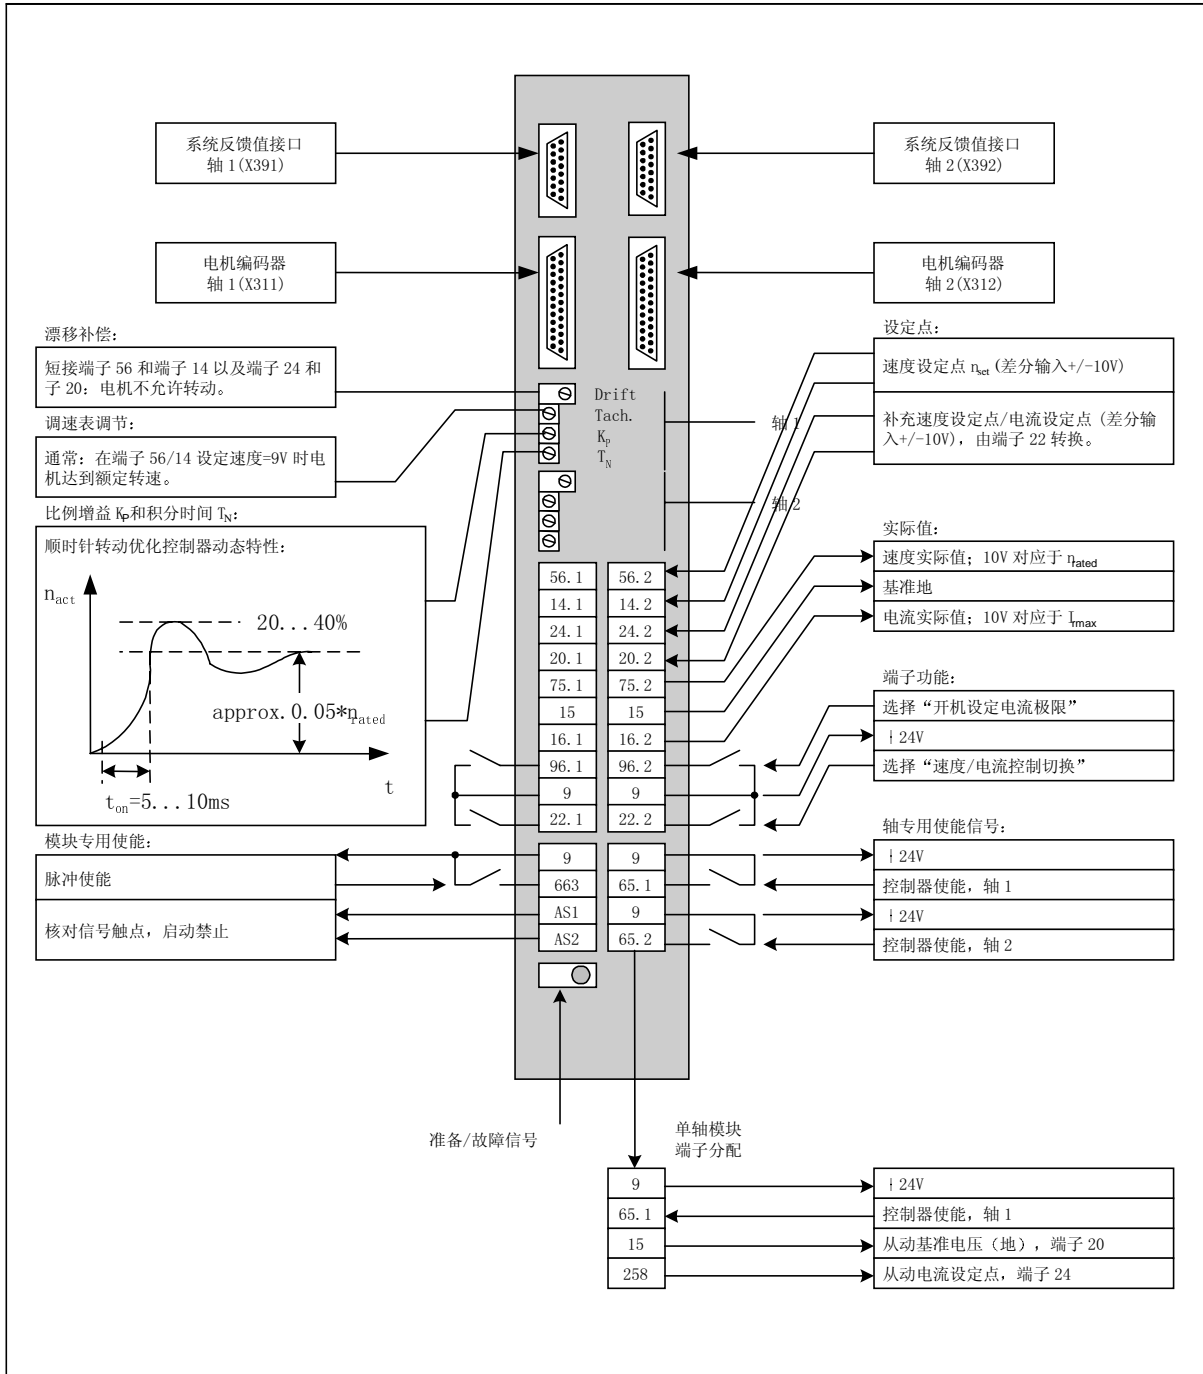 系统反馈值接口
轴 1(X391)
系统反馈值接口
轴 2(X392)
电机编码器
轴 1(X311)
电机编码器
轴 2(X312)
漂移补偿：
短接端子 56 和端子 14 以及端子 24 和
子 20：电机不允许转动。
调速表调节：
通常：在端子 56/14 设定速度=9V 时电
机达到额定转速。
比例增益 KP和积分时间 TN：
顺时针转动优化控制器动态特性：
nact
20...40%
approx.0.05*nrated
t
ton=5...10ms
模块专用使能：
脉冲使能
核对信号触点，启动禁止
Drift
Tach.
KP
TN
轴 1
轴 2
56.1 56.2
14.1 14.2
24.1 24.2
20.1 20.2
75.1 75.2
15 15
16.1 16.2
96.1 96.2
9 9
22.1 22.2
9 9
663 65.1
AS1 9
AS2 65.2
设定点：
速度设定点 nset (差分输入+/-10V)
补充速度设定点/电流设定点 (差分输
入+/-10V)，由端子 22 转换。
实际值：
速度实际值；10V 对应于 nrated
基准地
电流实际值；10V 对应于 Irmax
端子功能：
选择“开机设定电流极限”
+24V
选择“速度/电流控制切换”
轴专用使能信号：
+24V
控制器使能，轴 1
+24V
控制器使能，轴 2
准备/故障信号
单轴模块
端子分配
9
65.1
15
258
+24V
控制器使能，轴 1
从动基准电压（地），端子 20
从动电流设定点，端子 24